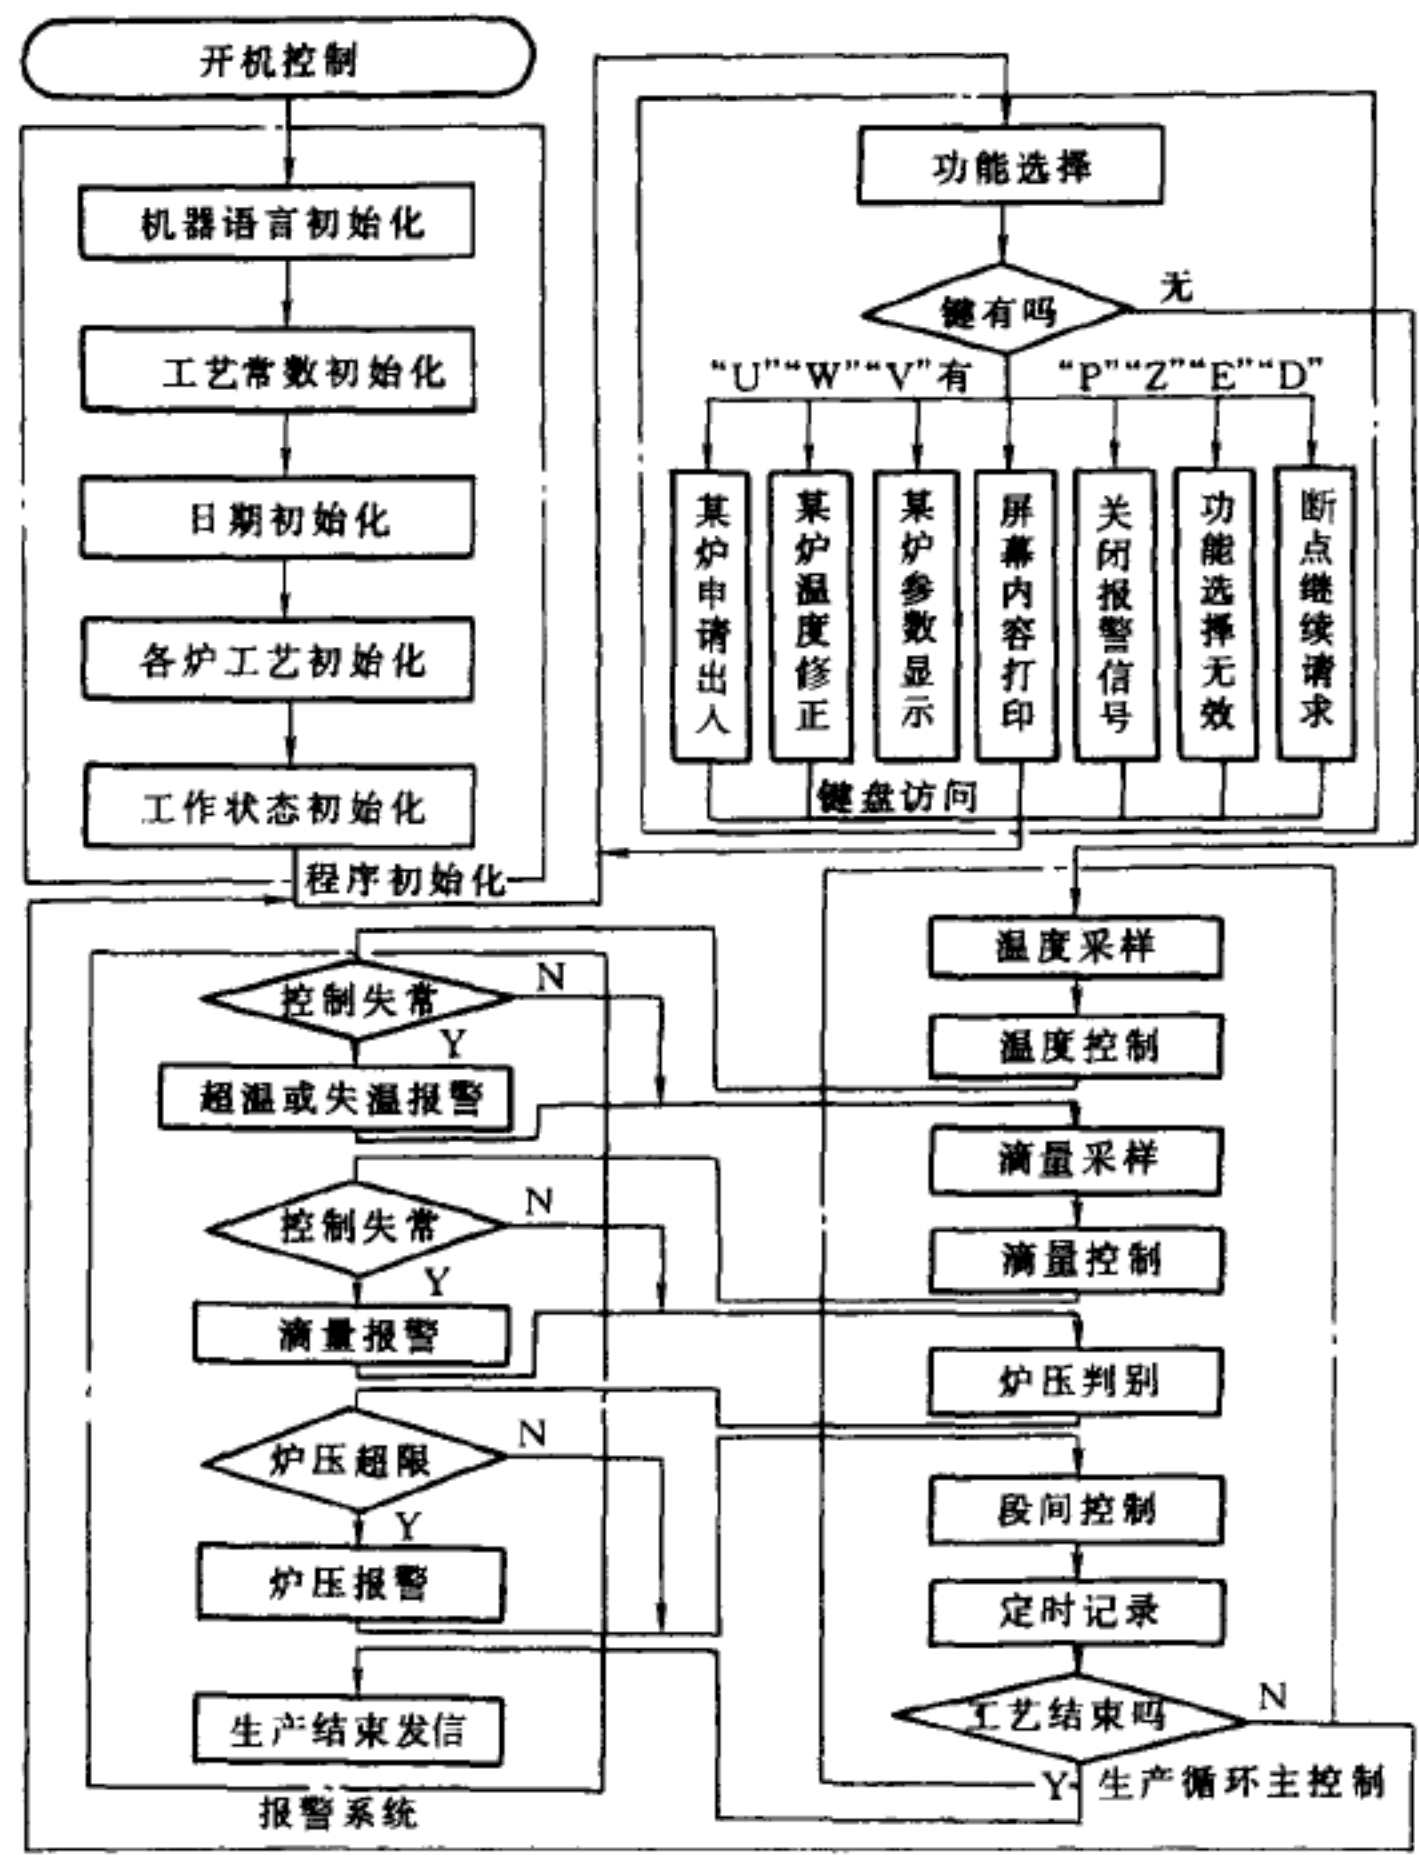 开机控制
机器语言初始化
工艺常数初始化
日期初始化
各炉工艺初始化
工作状态初始化
程序初始化
功能选择
键有吗
无
“U”“W”“V”有
“P”“Z”“E”“D”
某炉申请出人
某炉温度修正
某炉参数显示
屏幕内容打印
关闭报警信号
功能选择无效
断点继续请求
键盘访问
温度采样
温度控制
滴量采样
滴量控制
炉压判别
段间控制
定时记录
工艺结束吗
N
Y
生产循环主控制
控制失常
N
Y
超温或失温报警
控制失常
N
Y
滴量报警
炉压超限
N
Y
炉压报警
生产结束发信
报警系统